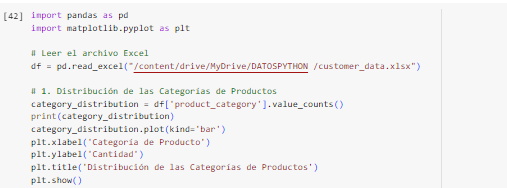 [42] import pandas as pd
import matplotlib.pyplot as plt
# Leer el archivo Excel
df = pd.read_excel("/content/drive/MyDrive/DATOSPYTHON /customer_data.xlsx")
# 1. Distribución de las Categorías de Productos
category_distribution = df['product_category'].value_counts()
print(category_distribution)
category_distribution.plot(kind='bar')
plt.xlabel('Categoría de Producto')
plt.ylabel('Cantidad')
plt.title('Distribución de las Categorías de Productos')
plt.show()